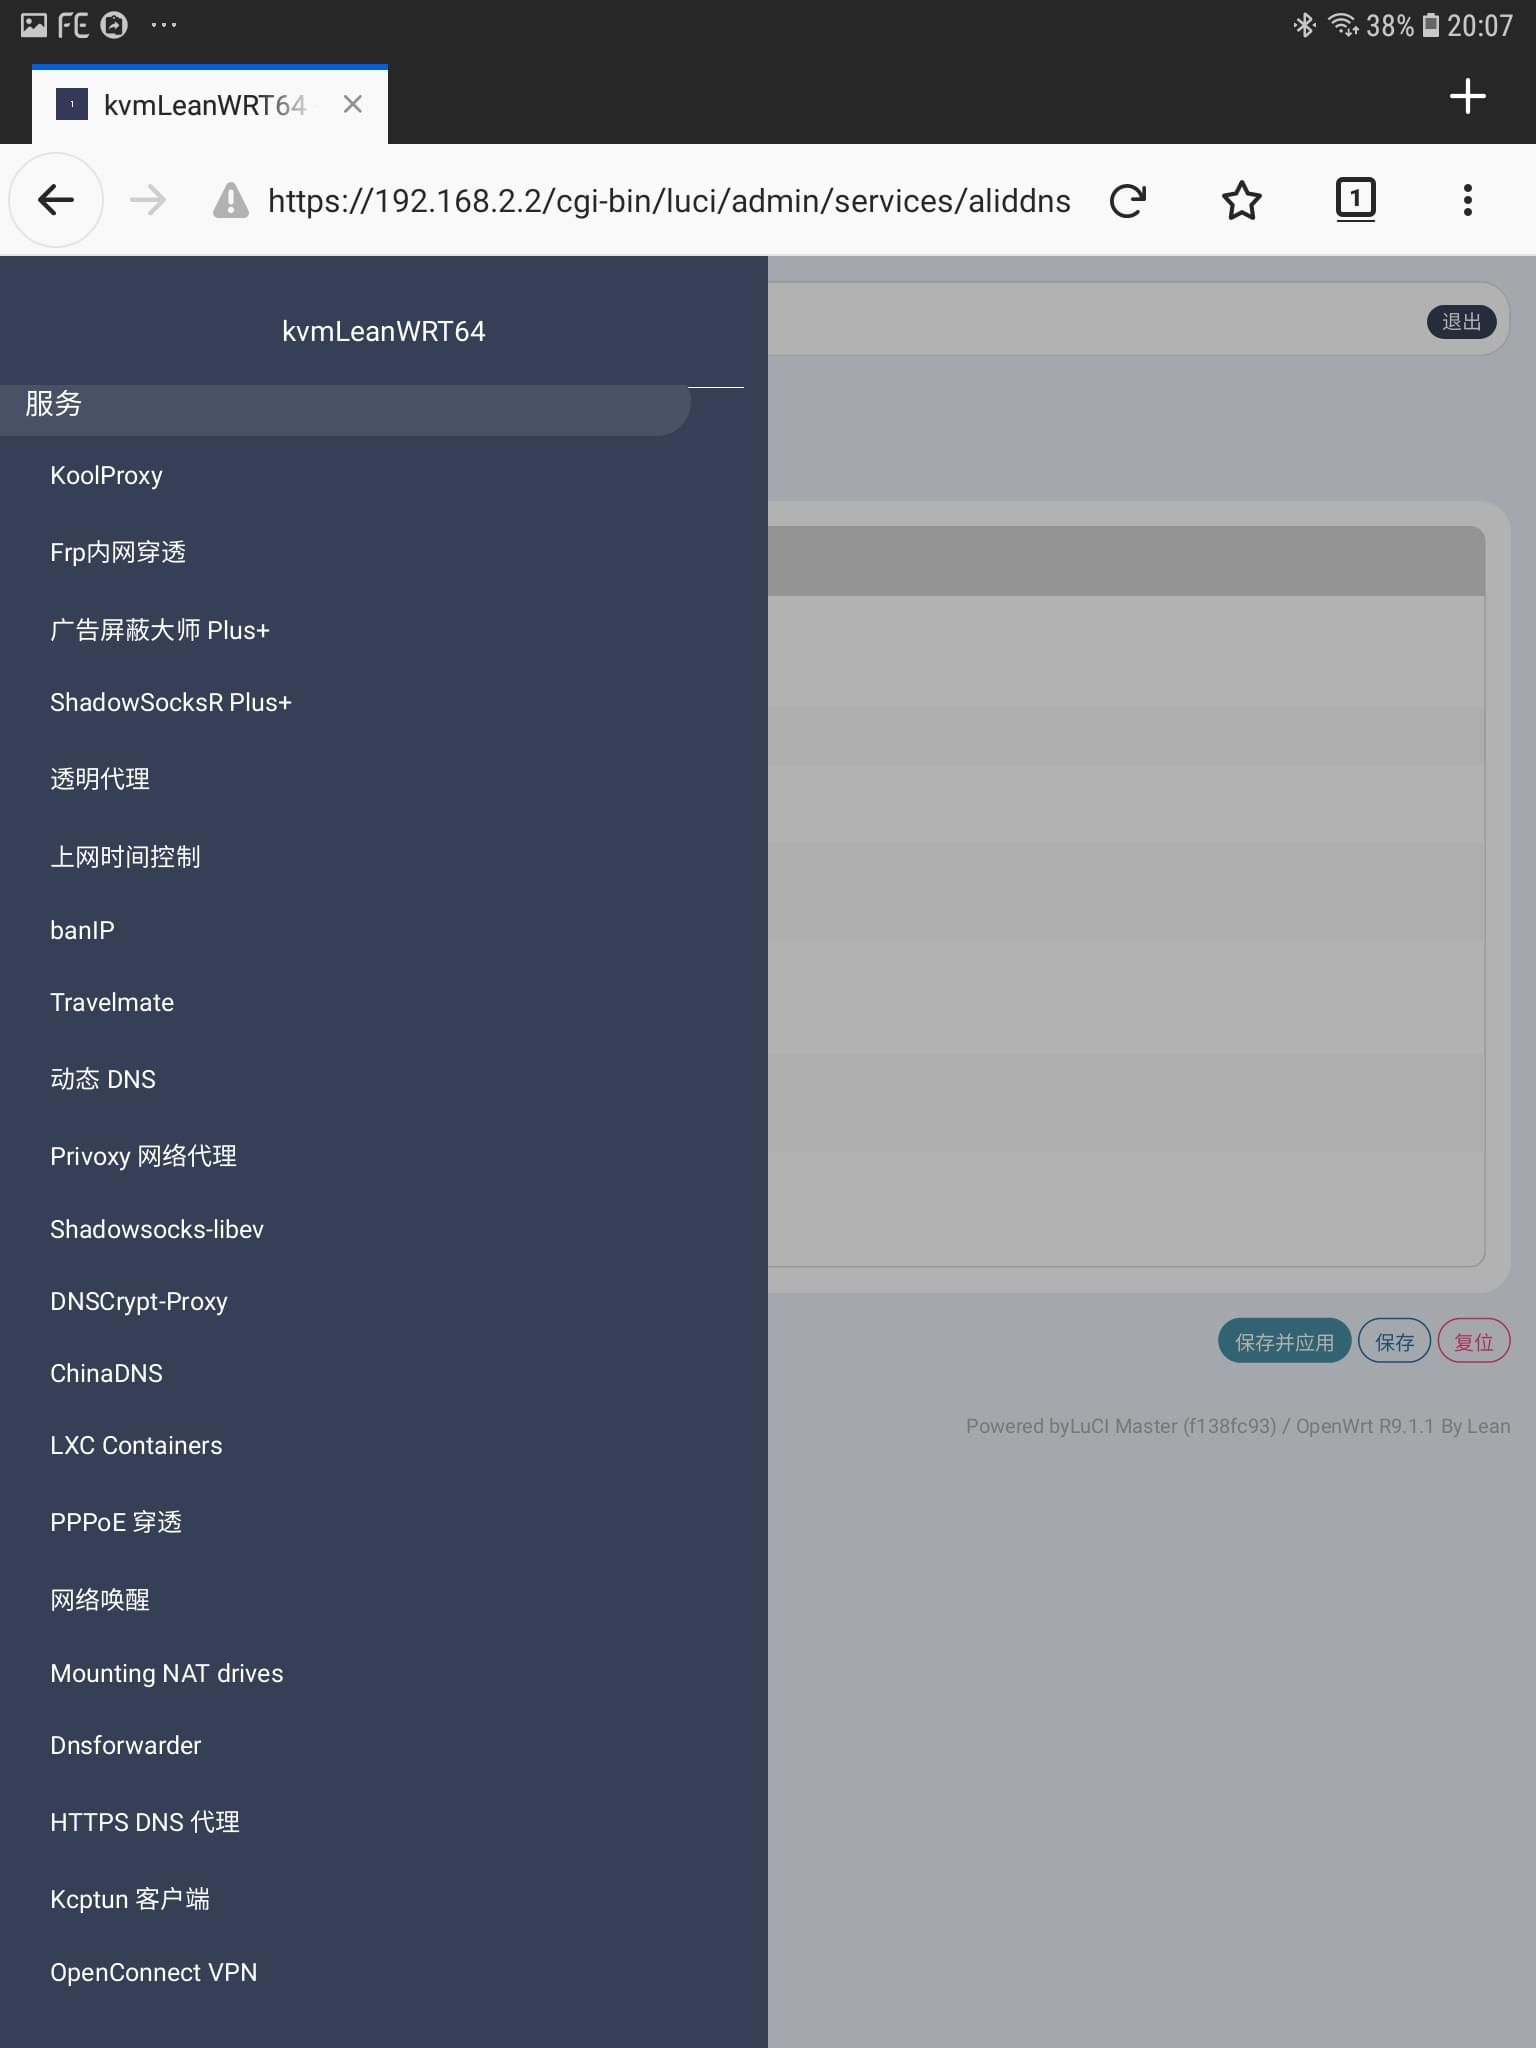 FE
38%
20:07
1
kvmLeanWRT64
https://192.168.2.2/cgi-bin/luci/admin/services/aliddns
1
kvmLeanWRT64
退出
服务
KoolProxy
Frp内网穿透
广告屏蔽大师 Plus+
ShadowSocksR Plus+
透明代理
上网时间控制
banIP
Travelmate
动态 DNS
Privoxy 网络代理
Shadowsocks-libev
DNSCrypt-Proxy
ChinaDNS
LXC Containers
PPPoE 穿透
网络唤醒
Mounting NAT drives
Dnsforwarder
HTTPS DNS 代理
Kcptun 客户端
OpenConnect VPN
保存并应用
保存
复位
Powered byLuCI Master (f138fc93) / OpenWrt R9.1.1 By Lean